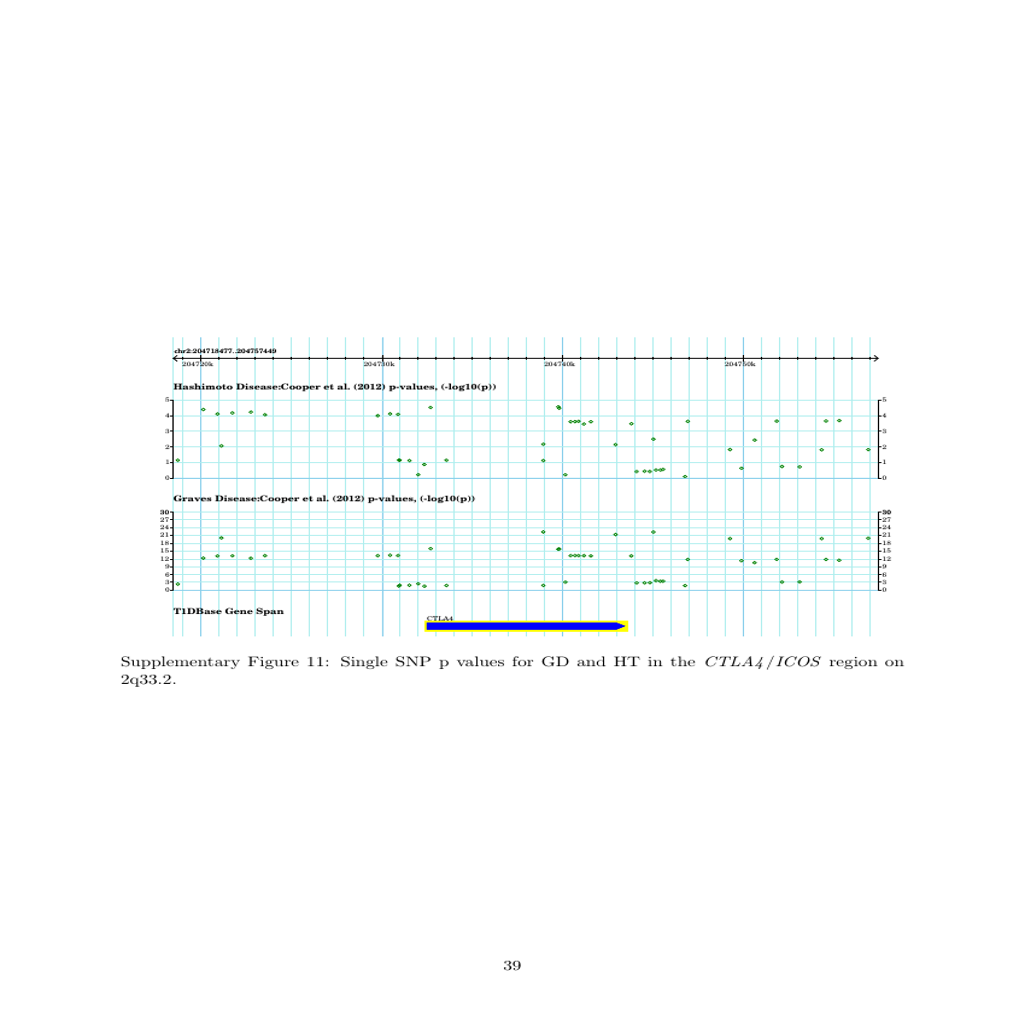 chr2:204718477..204757449
204720k 204730k 204740k 204750k
Hashimoto Disease:Cooper et al. (2012) p-values, (-log10(p))
5 5
4 4
3 3
2 2
1 1
0 0
Graves Disease:Cooper et al. (2012) p-values, (-log10(p))
30 30
27 27
24 24
21 21
18 18
15 15
12 12
9 9
6 6
3 3
0 0
T1DBase Gene Span
CTLA4
Supplementary Figure 11: Single SNP p values for GD and HT in the CTLA4/ICOS region on
2q33.2.
39